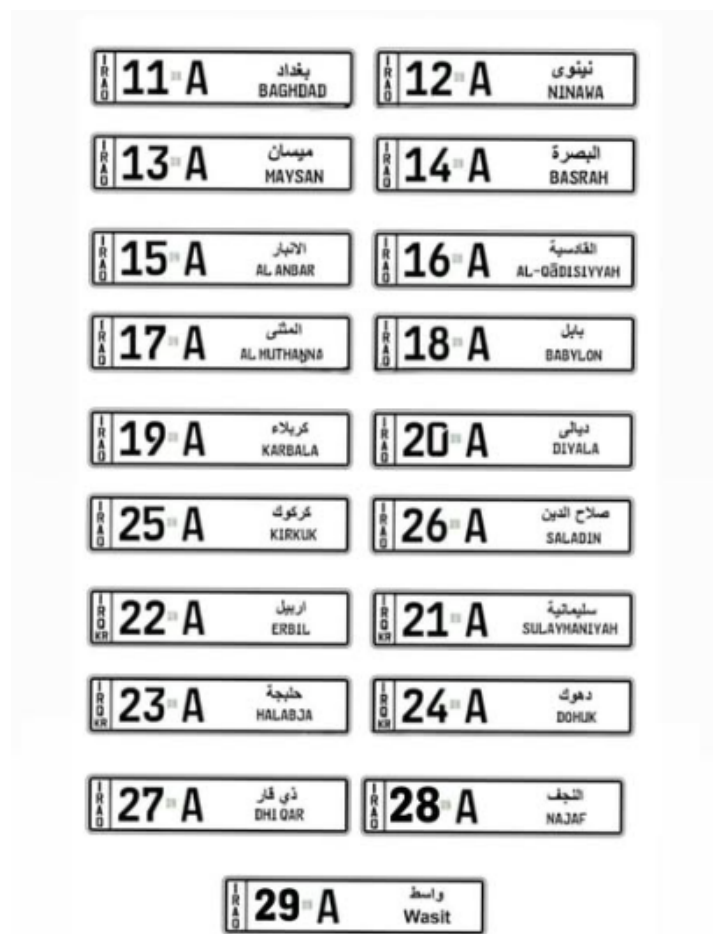 IRAQ 11 A بغداد
BAGHDAD
IRAQ 12 A نينوى
NINAWA
IRAQ 13 A ميسان
MAYSAN
IRAQ 14 A البصرة
BASRAH
IRAQ 15 A الانبار
AL ANBAR
IRAQ 16 A القادسية
AL-QāDISIYYAH
IRAQ 17 A المثنى
AL MUTHANNA
IRAQ 18 A بابل
BABYLON
IRAQ 19 A كربلاء
KARBALA
IRAQ 20 A ديالى
DIYALA
IRAQ 25 A كركوك
KIRKUK
IRAQ 26 A صلاح الدين
SALADIN
IRQ KR 22 A اربيل
ERBIL
IRQ KR 21 A سليمانية
SULAYMANIYAH
IRQ KR 23 A حلبجة
HALABJA
IRQ KR 24 A دهوك
DOHUK
IRAQ 27 A ذي قار
DHI QAR
IRAQ 28 A النجف
NAJAF
IRAQ 29 A واسط
Wasit